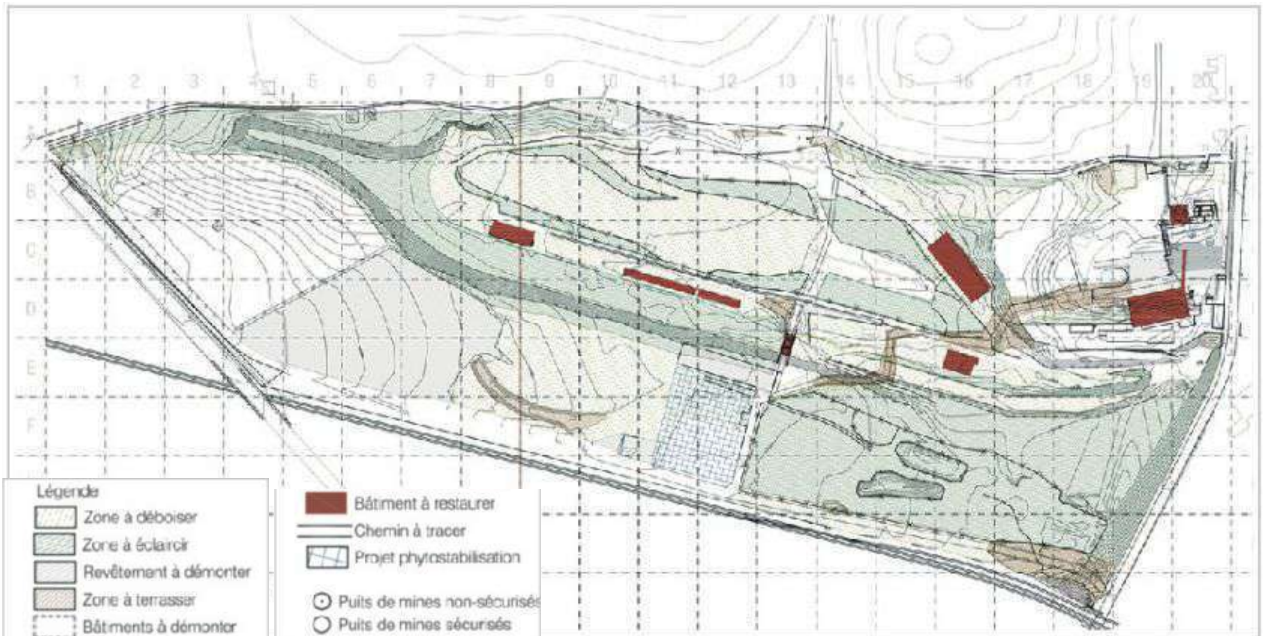 1 2 3 4 5 6 7 8 9 10 11 12 13 14 15 16 17 18 19 20
A
B
C
D
E
F
Légende
Zone à déboiser
Zone à éclaircir
Revêtement à démonter
Zone à terrasser
Bâtiments à démonter
Bâtiment à restaurer
Chemin à tracer
Projet phytostabilisation
Puits de mines non-sécurisés
Puits de mines sécurisés